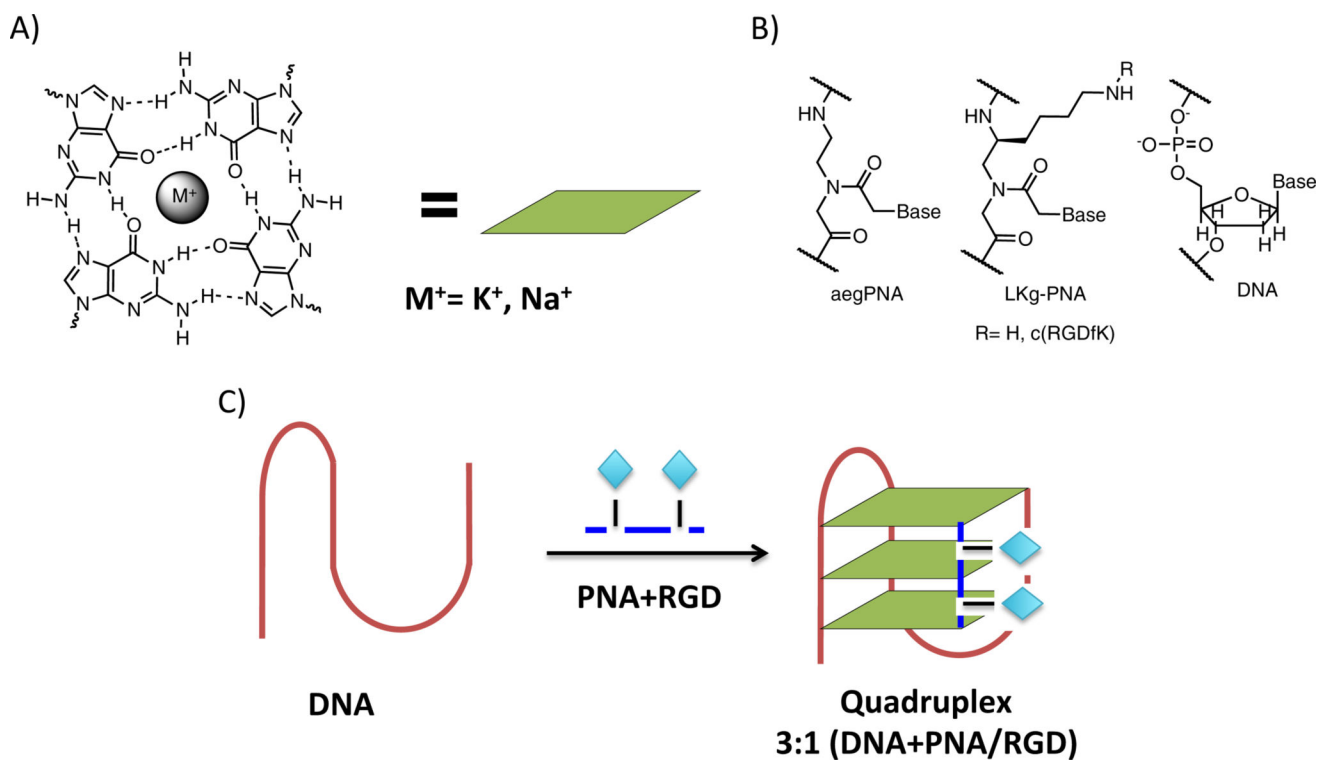 A)
B)
H
N
N
H
N
N
N
N
H
N
N
N
H
O
N
N
N
H
O
H
M+
O
H
N
H
N
H
N
H
H
H
O
N
N
N
N
H
O
N
N
H
N
N
N
H
N
N
H
= 
M+= K+, Na+
HN
N
O
Base
O
aegPNA
R
NH
HN
N
O
Base
O
LKg-PNA
R= H, c(RGDfK)
O-
-O
P
O
O
O
Base
H
H
H
H
O
H
DNA
C)
PNA+RGD
DNA
Quadruplex
3:1 (DNA+PNA/RGD)